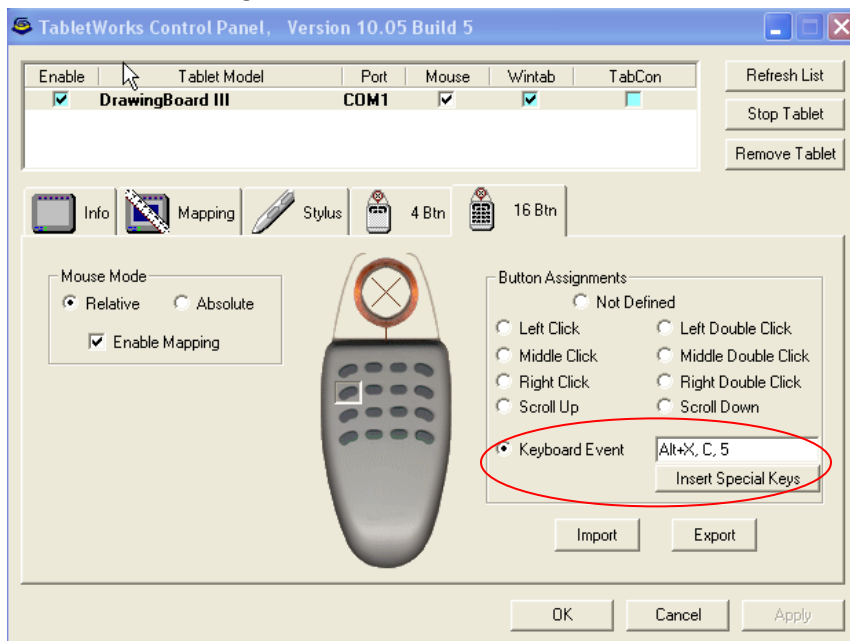 TabletWorks Control Panel, Version 10.05 Build 5
Enable Tablet Model Port Mouse Wintab TabCon
DrawingBoard III COM1
Refresh List
Stop Tablet
Remove Tablet
Info Mapping Stylus 4 Btn 16 Btn
Mouse Mode
Relative Absolute
Enable Mapping
Button Assignments
Not Defined
Left Click Left Double Click
Middle Click Middle Double Click
Right Click Right Double Click
Scroll Up Scroll Down
Keyboard Event Alt+X, C, 5
Insert Special Keys
Import Export
OK Cancel Apply